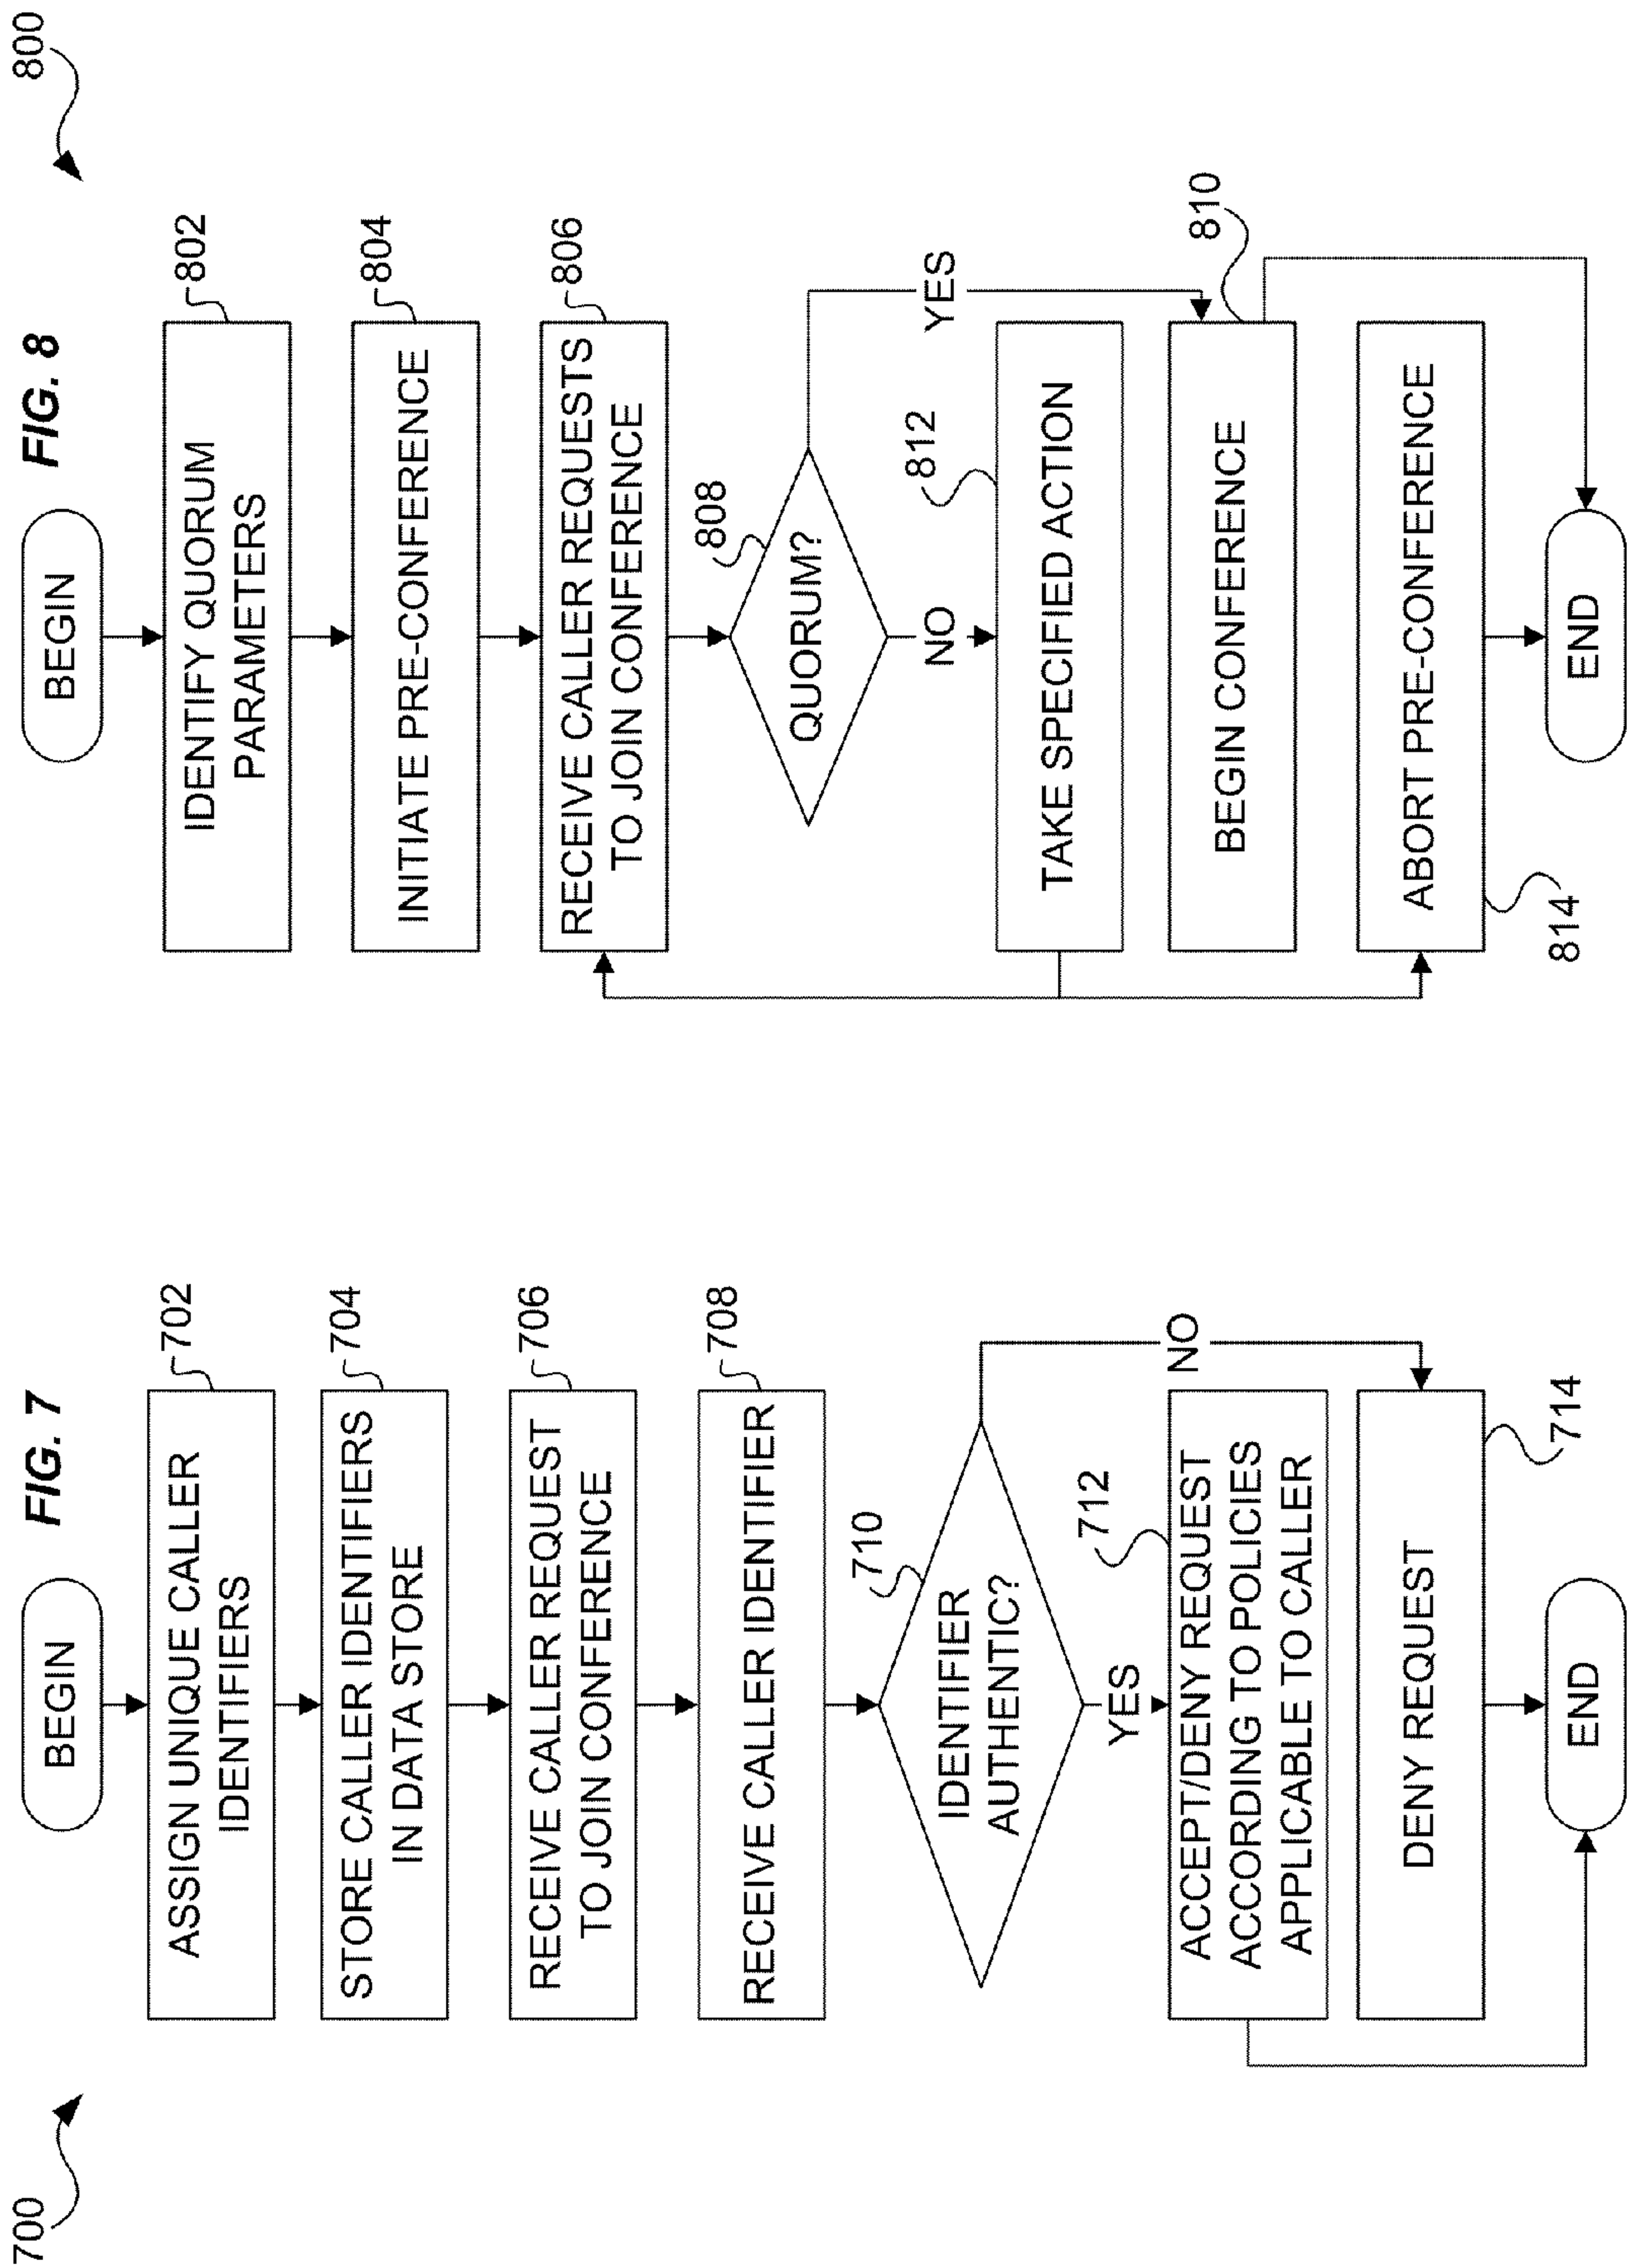 700
FIG. 7
BEGIN
ASSIGN UNIQUE CALLER
IDENTIFIERS
702
STORE CALLER IDENTIFIERS
IN DATA STORE
704
RECEIVE CALLER REQUEST
TO JOIN CONFERENCE
706
RECEIVE CALLER IDENTIFIER
708
IDENTIFIER
AUTHENTIC?
710
YES
NO
712
ACCEPT/DENY REQUEST
ACCORDING TO POLICIES
APPLICABLE TO CALLER
DENY REQUEST
714
END
800
FIG. 8
BEGIN
IDENTIFY QUORUM
PARAMETERS
802
INITIATE PRE-CONFERENCE
804
RECEIVE CALLER REQUESTS
TO JOIN CONFERENCE
806
808
QUORUM?
NO
YES
812
TAKE SPECIFIED ACTION
810
BEGIN CONFERENCE
ABORT PRE-CONFERENCE
814
END